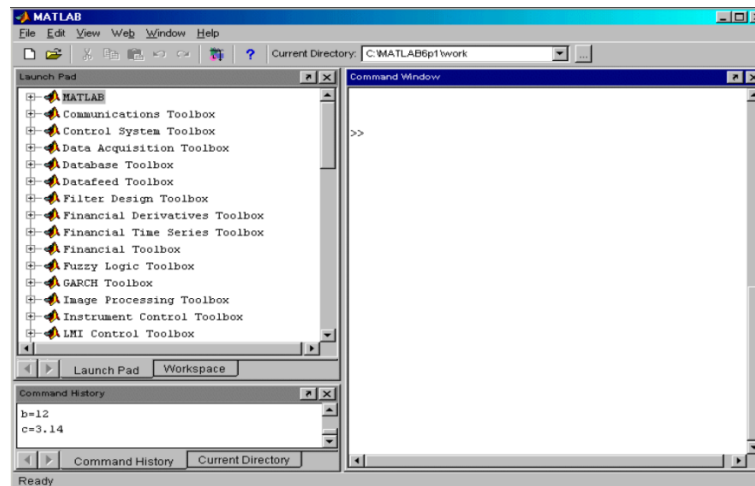 MATLAB
File Edit View Web Window Help
? Current Directory: C:\MATLAB6p1\work ...
Launch Pad
MATLAB
Communications Toolbox
Control System Toolbox
Data Acquisition Toolbox
Database Toolbox
Datafeed Toolbox
Filter Design Toolbox
Financial Derivatives Toolbox
Financial Time Series Toolbox
Financial Toolbox
Fuzzy Logic Toolbox
GARCH Toolbox
Image Processing Toolbox
Instrument Control Toolbox
LMI Control Toolbox
Launch Pad Workspace
Command History
b=12
c=3.14
Command History Current Directory
Command Window
>>
Ready